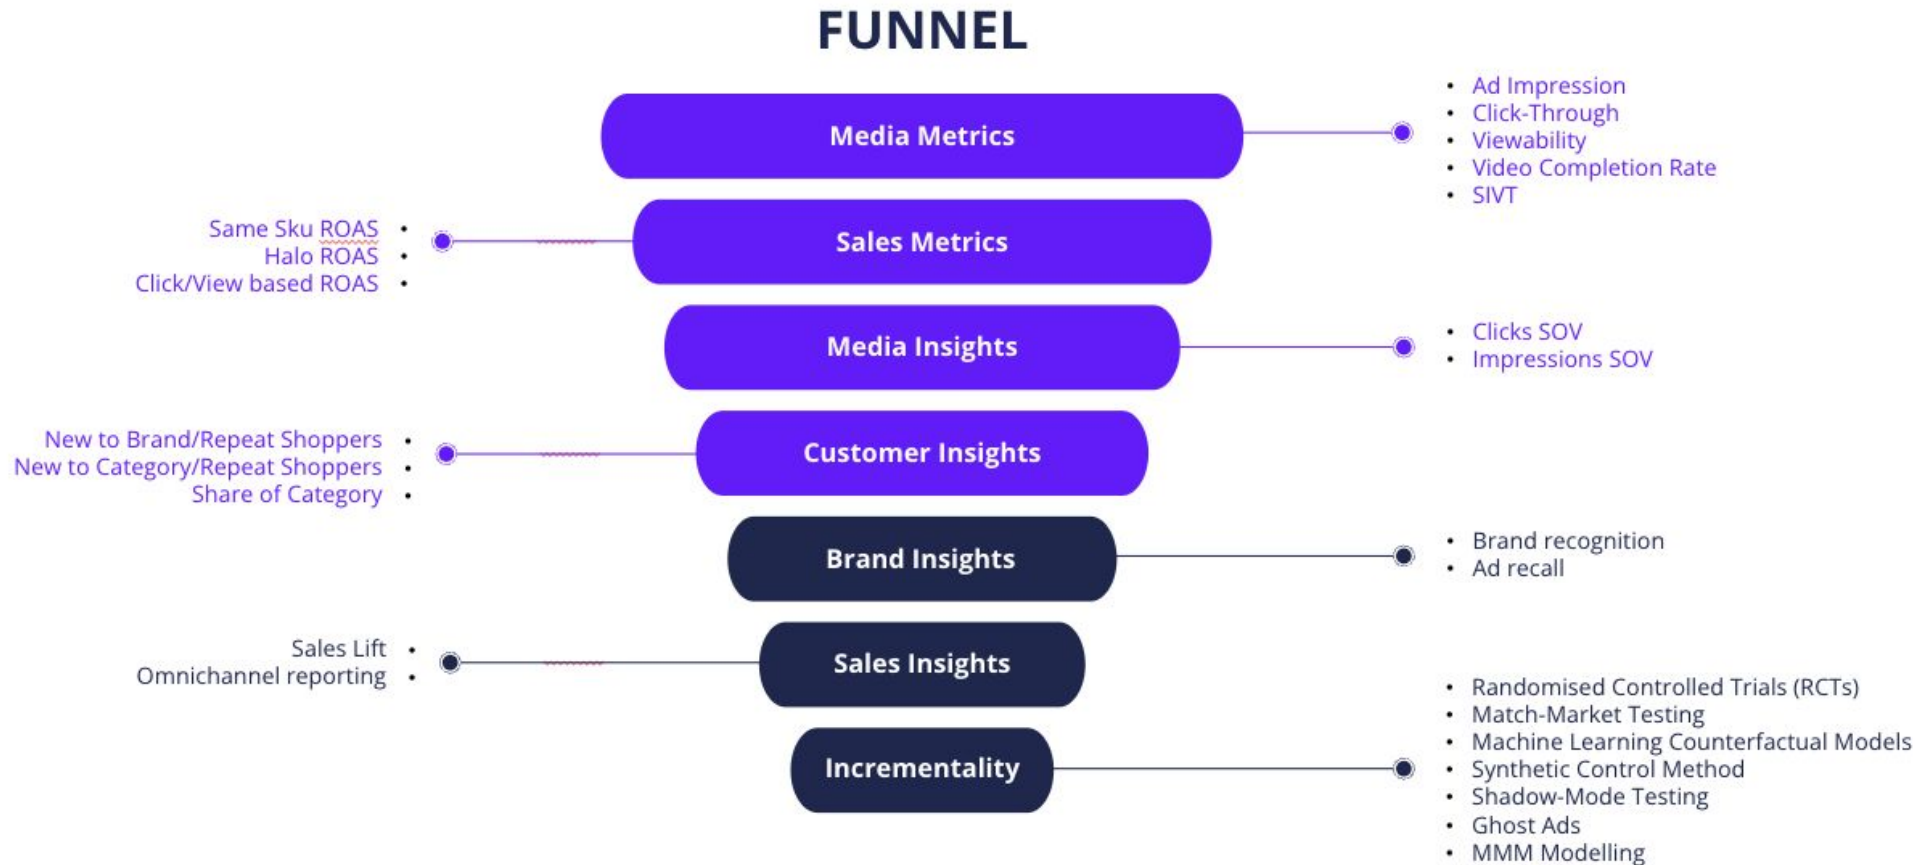 FUNNEL
Media Metrics
• Ad Impression
• Click-Through
• Viewability
• Video Completion Rate
• SIVT
Same Sku ROAS •
Halo ROAS •
Click/View based ROAS •
Sales Metrics
Media Insights
• Clicks SOV
• Impressions SOV
New to Brand/Repeat Shoppers •
New to Category/Repeat Shoppers •
Share of Category •
Customer Insights
Brand Insights
• Brand recognition
• Ad recall
Sales Lift •
Omnichannel reporting •
Sales Insights
Incrementality
• Randomised Controlled Trials (RCTs)
• Match-Market Testing
• Machine Learning Counterfactual Models
• Synthetic Control Method
• Shadow-Mode Testing
• Ghost Ads
• MMM Modelling